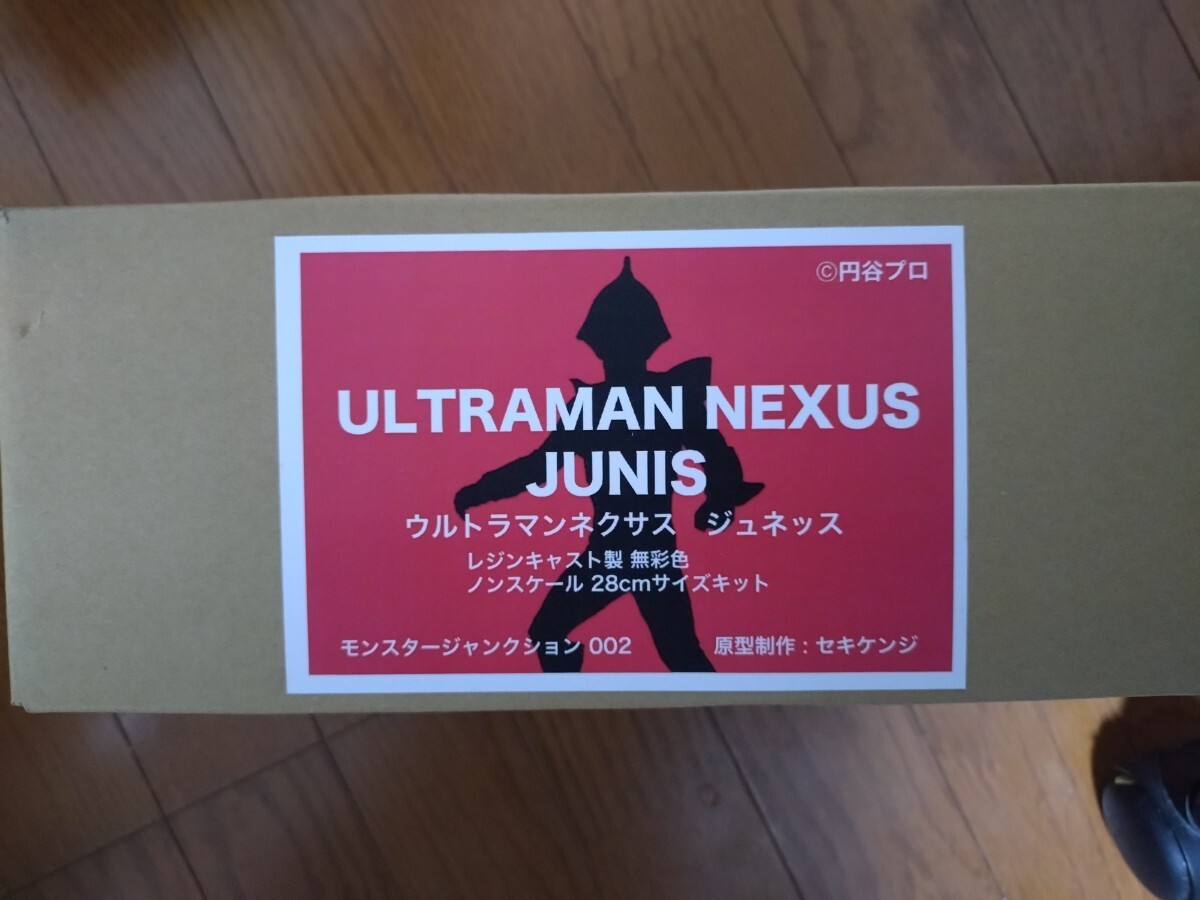 ©円谷プロ
ULTRAMAN NEXUS
JUNIS
ウルトラマンネクサス　ジュネッス
レジンキャスト製 無彩色
ノンスケール 28cmサイズキット
モンスタージャンクション 002
原型制作：セキケンジ